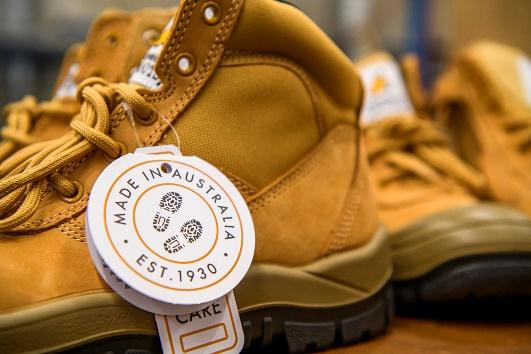 MADE IN AUSTRALIA
• EST. 1930 •
CARE